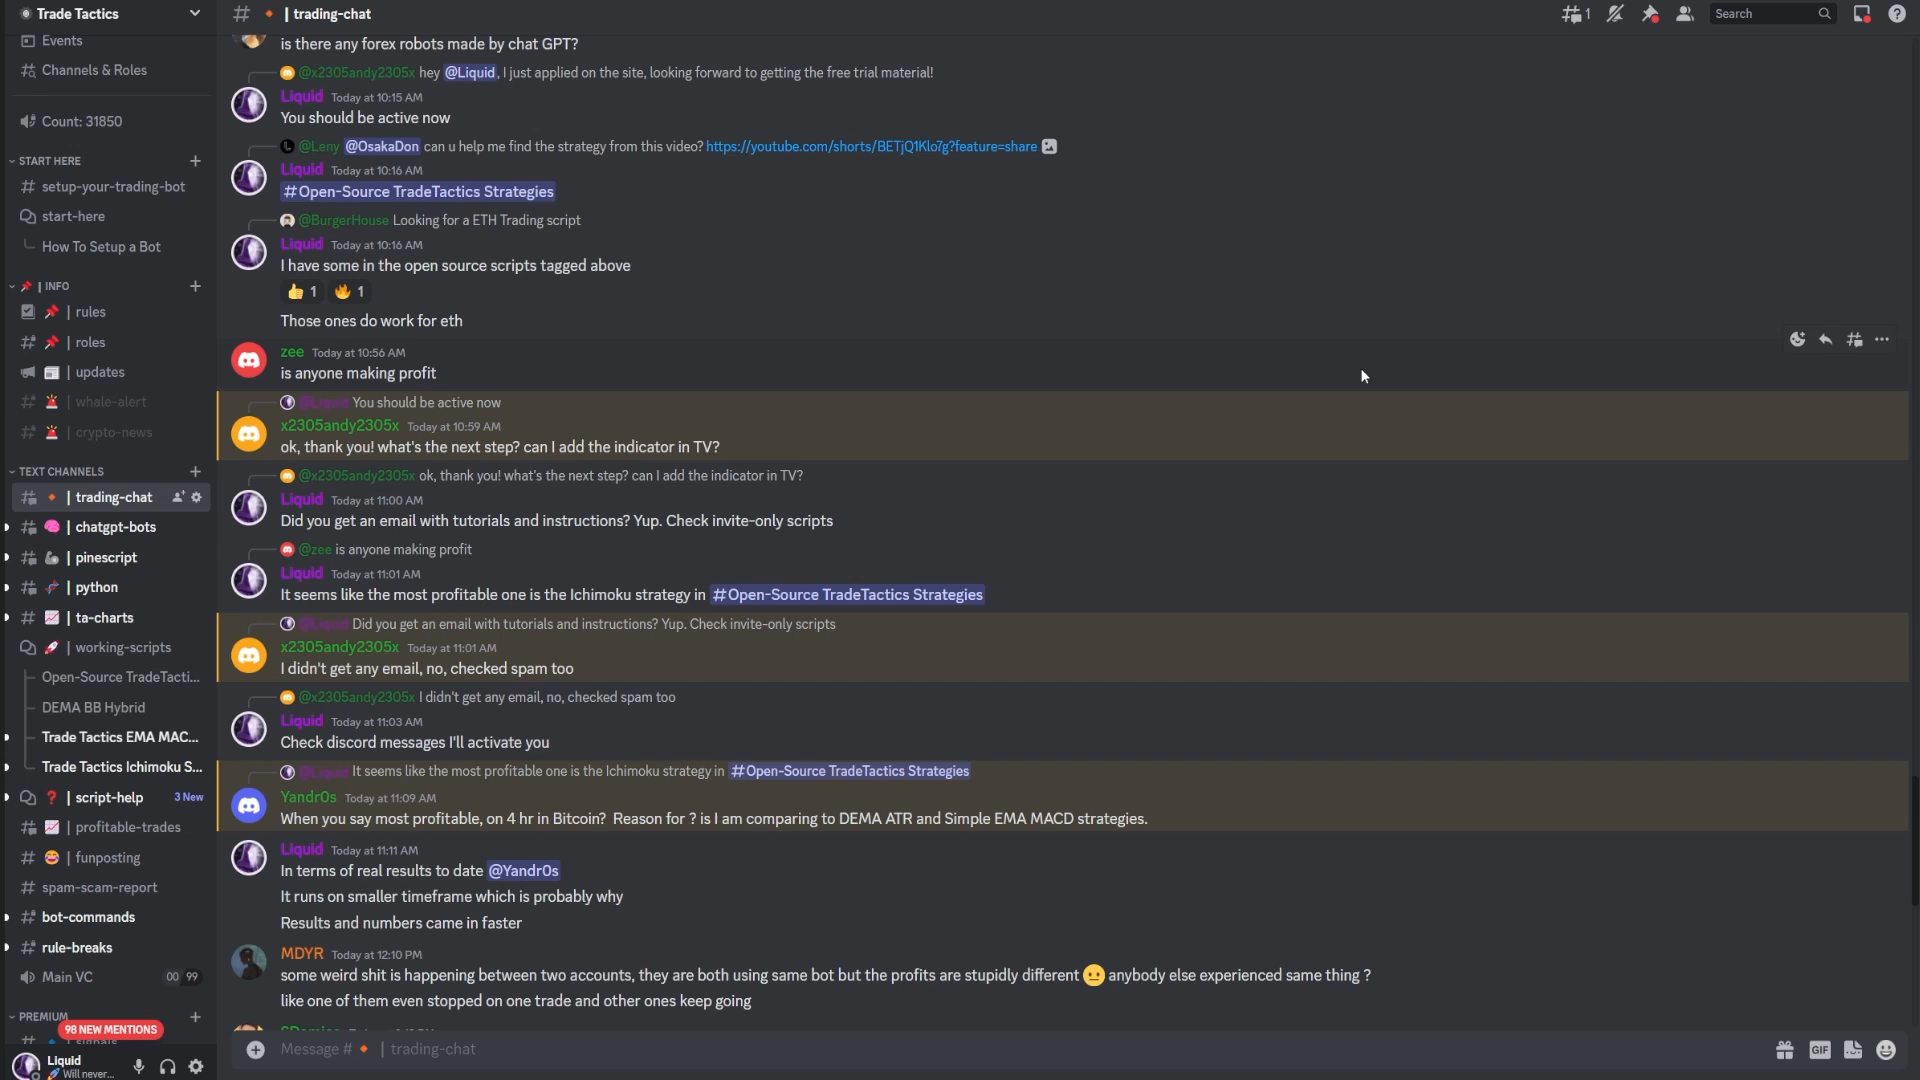 Trade Tactics
Events
Channels & Roles
Count: 31850
START HERE
setup-your-trading-bot
start-here
How To Setup a Bot
| INFO
| rules
| roles
| updates
| whale-alert
| crypto-news
TEXT CHANNELS
| trading-chat
| chatgpt-bots
| pinescript
| python
| ta-charts
| working-scripts
Open-Source TradeTacti...
DEMA BB Hybrid
Trade Tactics EMA MAC...
Trade Tactics Ichimoku S...
| script-help 3 New
| profitable-trades
| funposting
spam-scam-report
bot-commands
rule-breaks
Main VC 00 99
PREMIUM
98 NEW MENTIONS
Liquid
Will never...
| trading-chat
1
Search
is there any forex robots made by chat GPT?
@x2305andy2305x hey @Liquid, I just applied on the site, looking forward to getting the free trial material!
Liquid Today at 10:15 AM
You should be active now
@Leny @OsakaDon can u help me find the strategy from this video? https://youtube.com/shorts/BETjQ1Klo7g?feature=share
Liquid Today at 10:16 AM
#Open-Source TradeTactics Strategies
@BurgerHouse Looking for a ETH Trading script
Liquid Today at 10:16 AM
I have some in the open source scripts tagged above
👍 1 🔥 1
Those ones do work for eth
zee Today at 10:56 AM
is anyone making profit
@Liquid You should be active now
x2305andy2305x Today at 10:59 AM
ok, thank you! what's the next step? can I add the indicator in TV?
@x2305andy2305x ok, thank you! what's the next step? can I add the indicator in TV?
Liquid Today at 11:00 AM
Did you get an email with tutorials and instructions? Yup. Check invite-only scripts
@zee is anyone making profit
Liquid Today at 11:01 AM
It seems like the most profitable one is the Ichimoku strategy in #Open-Source TradeTactics Strategies
@Liquid Did you get an email with tutorials and instructions? Yup. Check invite-only scripts
x2305andy2305x Today at 11:01 AM
I didn't get any email, no, checked spam too
@x2305andy2305x I didn't get any email, no, checked spam too
Liquid Today at 11:03 AM
Check discord messages I'll activate you
@Liquid It seems like the most profitable one is the Ichimoku strategy in #Open-Source TradeTactics Strategies
Yandr0s Today at 11:09 AM
When you say most profitable, on 4 hr in Bitcoin? Reason for ? is I am comparing to DEMA ATR and Simple EMA MACD strategies.
Liquid Today at 11:11 AM
In terms of real results to date @Yandr0s
It runs on smaller timeframe which is probably why
Results and numbers came in faster
MDYR Today at 12:10 PM
some weird shit is happening between two accounts, they are both using same bot but the profits are stupidly different 😐 anybody else experienced same thing ?
like one of them even stopped on one trade and other ones keep going
Message # | trading-chat
GIF